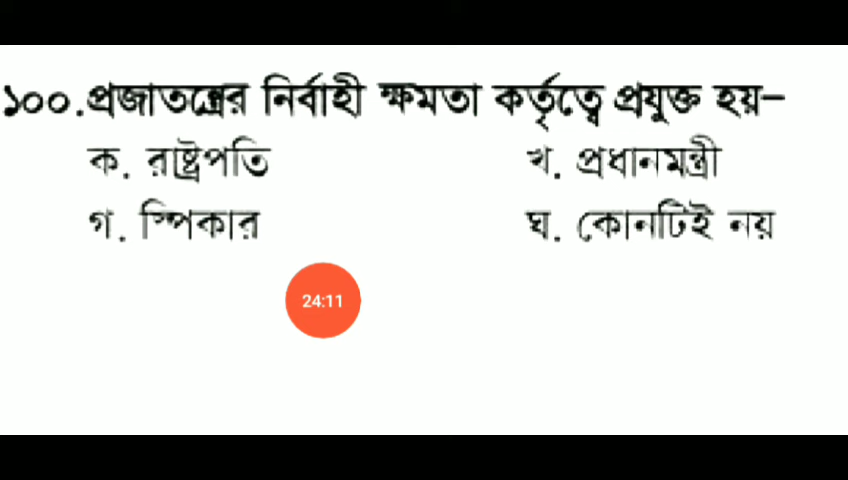 ১০০.প্রজাতন্ত্রের নির্বাহী ক্ষমতা কর্তৃত্বে প্রযুক্ত হয়–
ক. রাষ্ট্রপতি খ. প্রধানমন্ত্রী
গ. স্পিকার ঘ. কোনটিই নয়
24:11